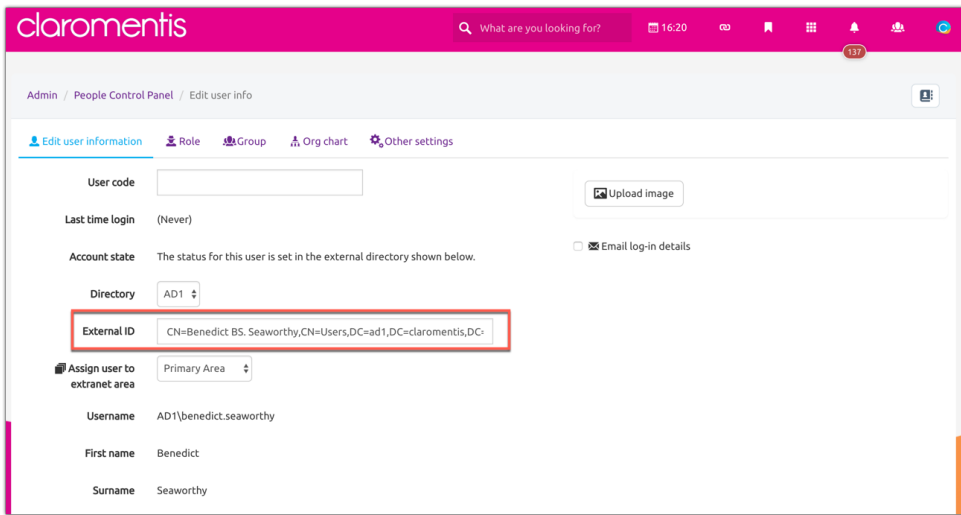 claromentis
What are you looking for?
16:20
137
Admin / People Control Panel / Edit user info
Edit user information
Role
Group
Org chart
Other settings
User code
Upload image
Last time login (Never)
Email log-in details
Account state The status for this user is set in the external directory shown below.
Directory AD1
External ID CN=Benedict BS. Seaworthy,CN=Users,DC=ad1,DC=claromentis,DC=
Assign user to Primary Area
extranet area
Username AD1\benedict.seaworthy
First name Benedict
Surname Seaworthy